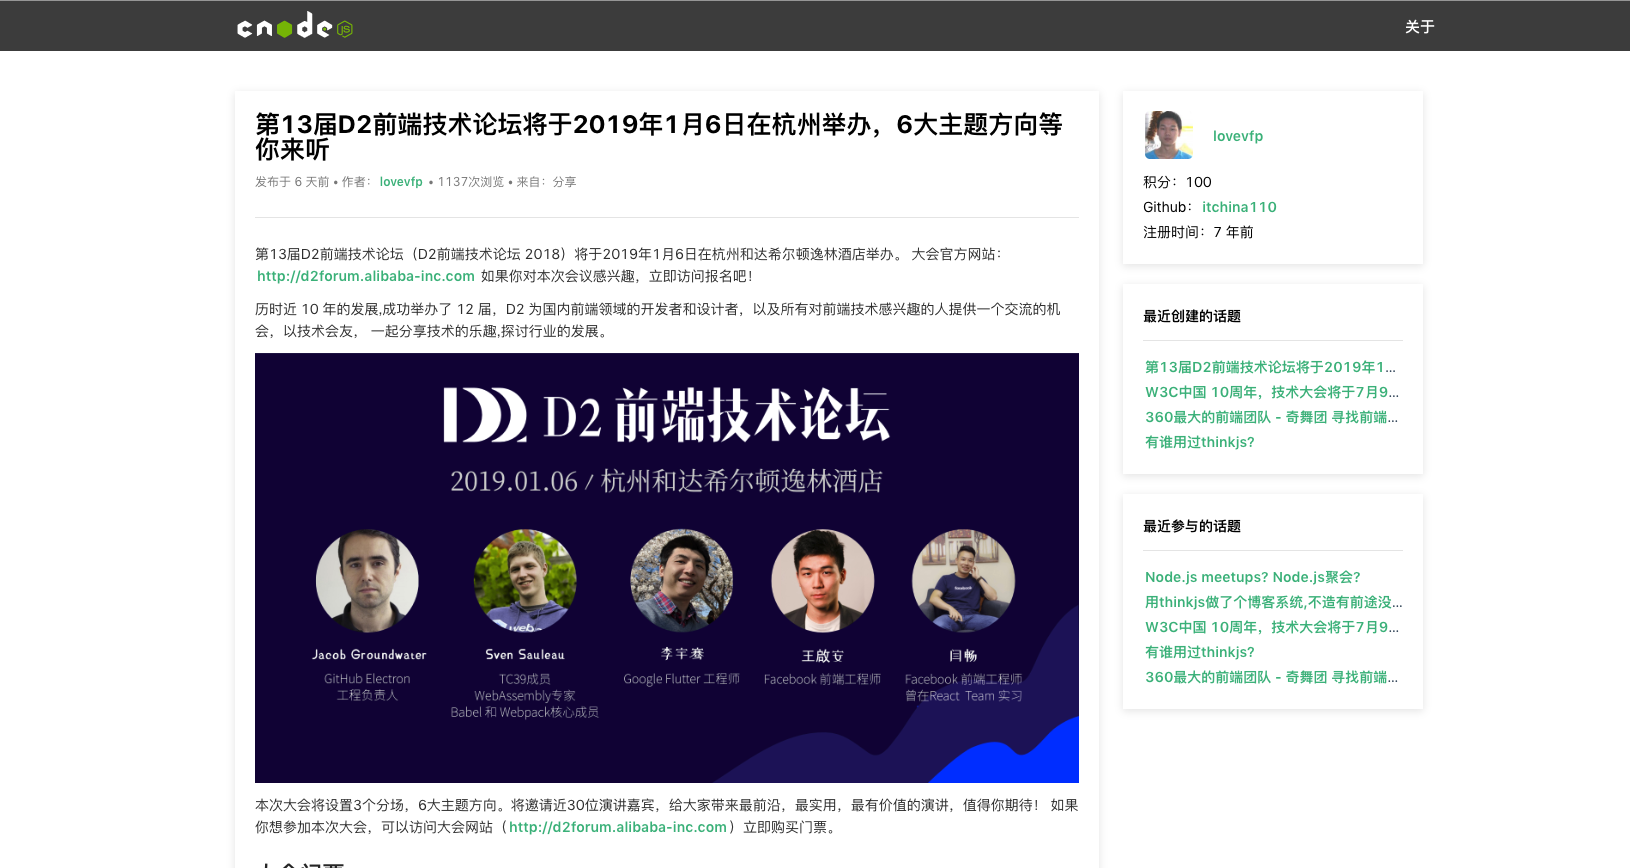 cnode JS
关于
第13届D2前端技术论坛将于2019年1月6日在杭州举办，6大主题方向等
你来听
发布于 6 天前 • 作者： lovevfp • 1137次浏览 • 来自：分享
第13届D2前端技术论坛（D2前端技术论坛 2018）将于2019年1月6日在杭州和达希尔顿逸林酒店举办。 大会官方网站：
http://d2forum.alibaba-inc.com 如果你对本次会议感兴趣，立即访问报名吧！
历时近 10 年的发展,成功举办了 12 届，D2 为国内前端领域的开发者和设计者，以及所有对前端技术感兴趣的人提供一个交流的机
会，以技术会友， 一起分享技术的乐趣,探讨行业的发展。
D2 前端技术论坛
2019.01.06 / 杭州和达希尔顿逸林酒店
Jacob Groundwater
GitHub Electron
工程负责人
Sven Sauleau
TC39成员
WebAssembly专家
Babel 和 Webpack核心成员
李宇骞
Google Flutter 工程师
王啟安
Facebook 前端工程师
闫畅
Facebook 前端工程师
曾在React Team 实习
本次大会将设置3个分场，6大主题方向。将邀请近30位演讲嘉宾，给大家带来最前沿，最实用，最有价值的演讲，值得你期待！ 如果
你想参加本次大会，可以访问大会网站（http://d2forum.alibaba-inc.com）立即购买门票。
lovevfp
积分：100
Github： itchina110
注册时间：7 年前
最近创建的话题
第13届D2前端技术论坛将于2019年1...
W3C中国 10周年，技术大会将于7月9...
360最大的前端团队 - 奇舞团 寻找前端...
有谁用过thinkjs?
最近参与的话题
Node.js meetups? Node.js聚会?
用thinkjs做了个博客系统,不造有前途没...
W3C中国 10周年，技术大会将于7月9...
有谁用过thinkjs?
360最大的前端团队 - 奇舞团 寻找前端...